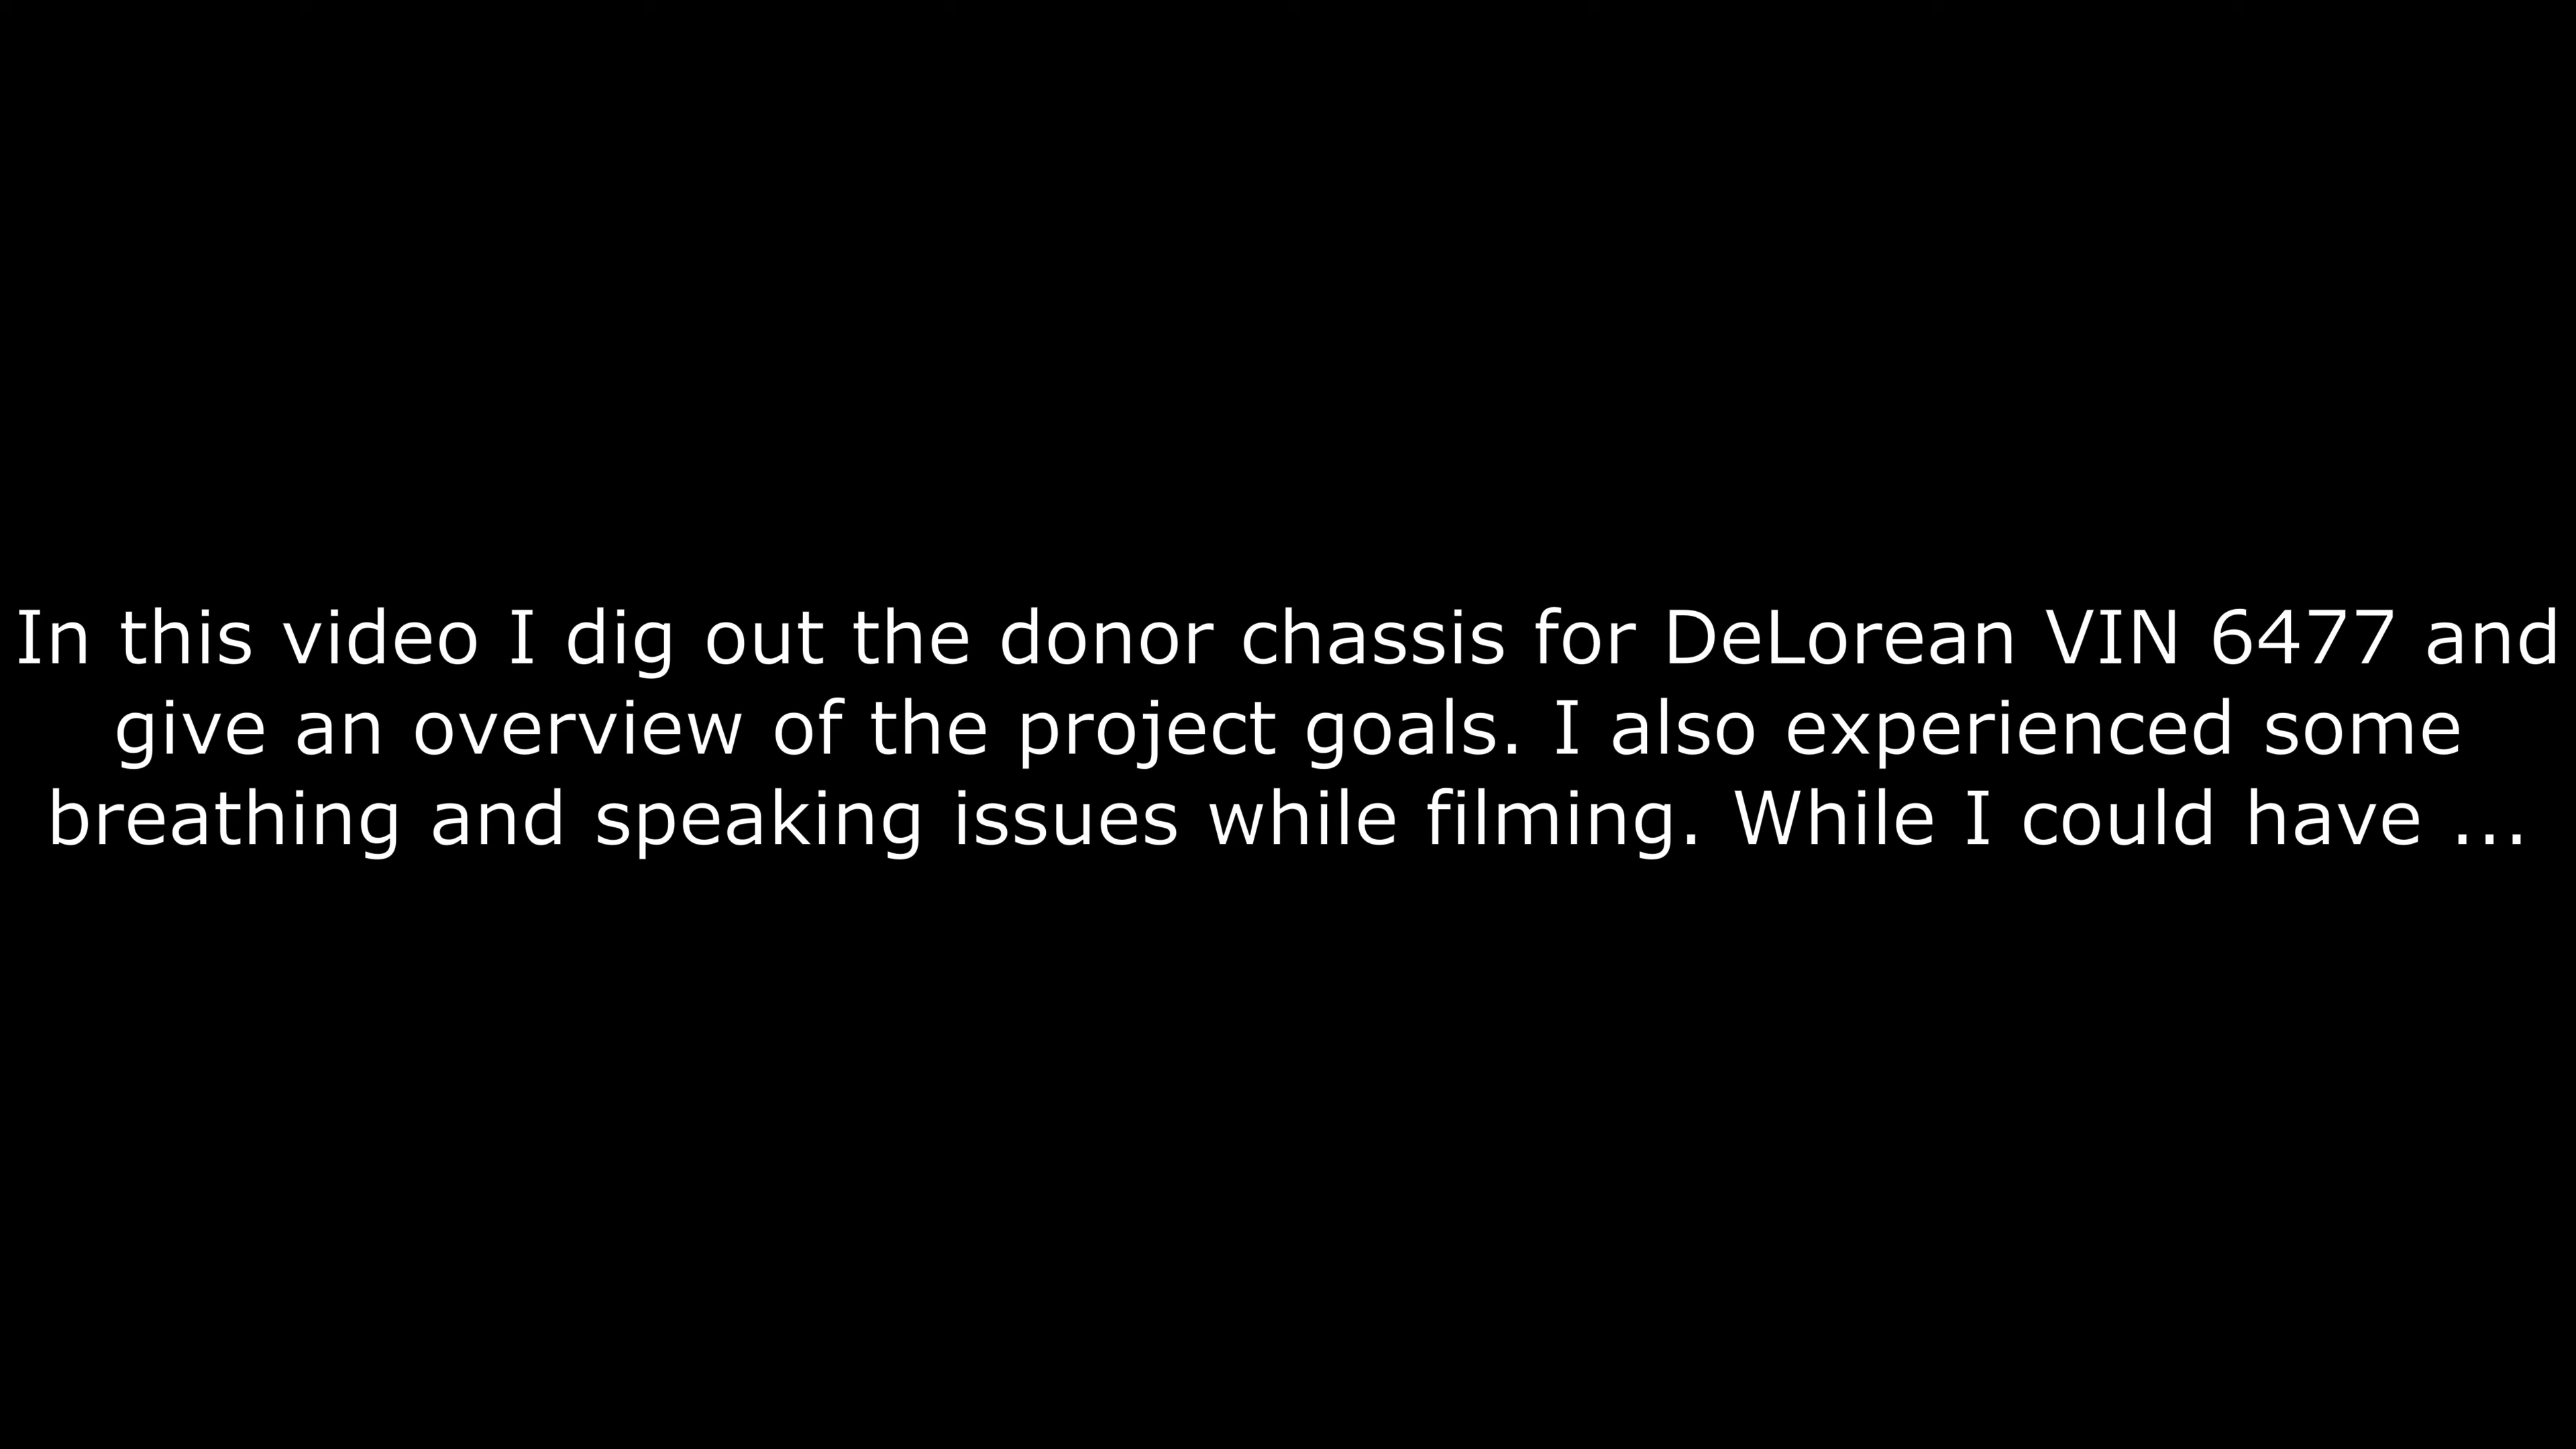 In this video I dig out the donor chassis for DeLorean VIN 6477 and
give an overview of the project goals. I also experienced some
breathing and speaking issues while filming. While I could have ...